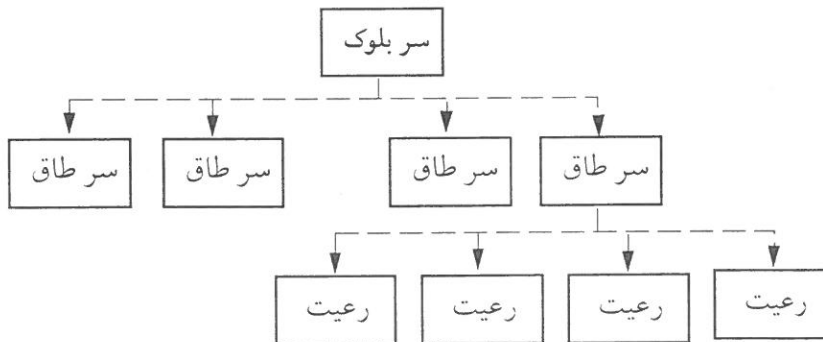 سر بلوک
سر طاق
سر طاق
سر طاق
سر طاق
رعیت
رعیت
رعیت
رعیت